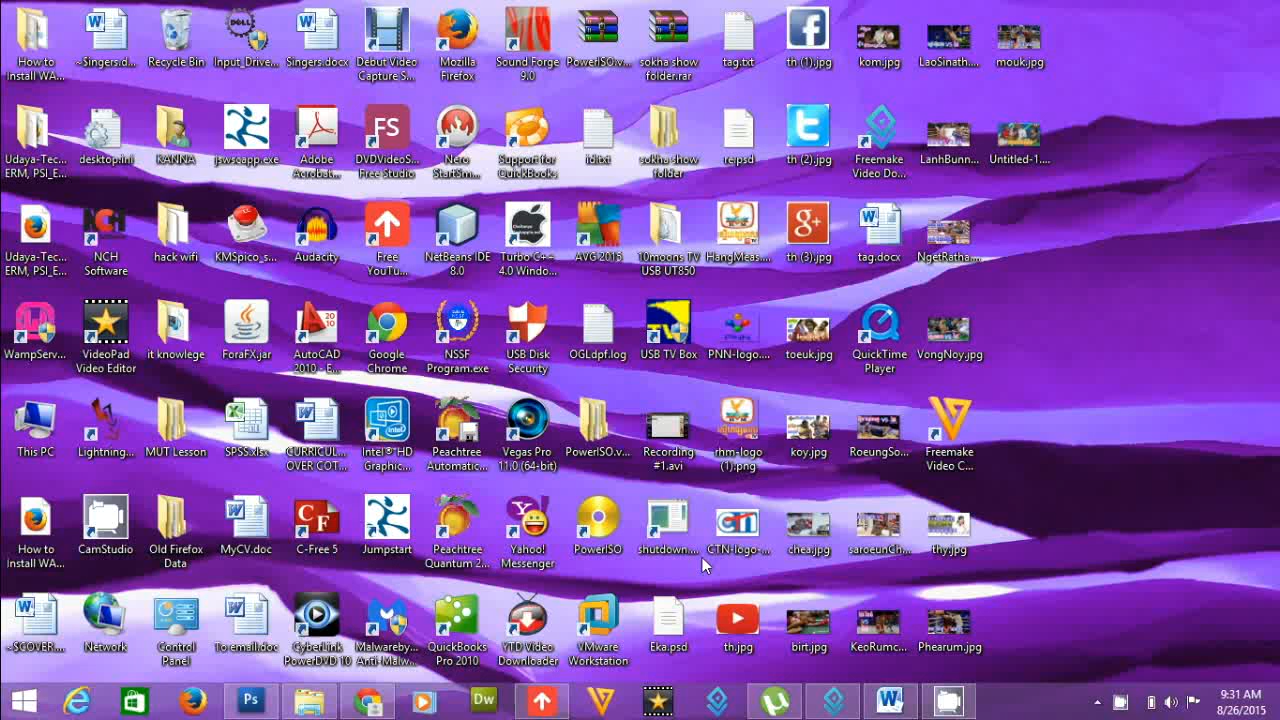 How to Install WA...
~Singers.d...
Recycle Bin
Input_Drive...
Singers.docx
Debut Video Capture S...
Mozilla Firefox
Sound Forge 9.0
PowerISO.v...
sokha show folder.rar
tag.txt
th (1).jpg
kom.jpg
LaoSinath....
mouk.jpg
Udaya-Tec... ERM, PSI_E...
desktop.ini
KANNA
jswsqapp.exe
Adobe Acrobat...
DVDVideoS... Free Studio
Nero StartSm...
Support for QuickBooks
id.txt
sokha show folder
re.psd
th (2).jpg
Freemake Video Do...
LanhBunn...
Untitled-1....
Udaya-Tec... ERM, PSI_E...
NCH Software
hack wifi
KMSpico_s...
Audacity
Free YouTu...
NetBeans IDE 8.0
Turbo C++ 4.0 Windo...
AVG 2015
10moons TV USB UT850
HangMeas....
th (3).jpg
tag.docx
NgetRatha....
WampServ...
VideoPad Video Editor
it knowlege
ForaFX.jar
AutoCAD 2010 - E...
Google Chrome
NSSF Program.exe
USB Disk Security
OGLdpf.log
USB TV Box
PNN-logo....
toeuk.jpg
QuickTime Player
VongNoy.jpg
This PC
Lightning...
MUT Lesson
SPSS.xlsx
CURRICUL... OVER COT...
Intel® HD Graphic...
Peachtree Automatic...
Vegas Pro 11.0 (64-bit)
PowerISO.v...
Recording #1.avi
rhm-logo (1).png
koy.jpg
RoeungSo...
Freemake Video C...
How to Install WA...
CamStudio
Old Firefox Data
MyCV.doc
C-Free 5
Jumpstart
Peachtree Quantum 2...
Yahoo! Messenger
PowerISO
shutdown....
CTN-logo-...
chea.jpg
saroeunCh...
thy.jpg
~$COVER....
Network
Control Panel
To email.doc
CyberLink PowerDVD 10
Malwareby... Anti-Malw...
QuickBooks Pro 2010
YTD Video Downloader
VMware Workstation
Eka.psd
th.jpg
birt.jpg
KeoRumc...
Phearum.jpg
Ps
Dw
9:31 AM
8/26/2015